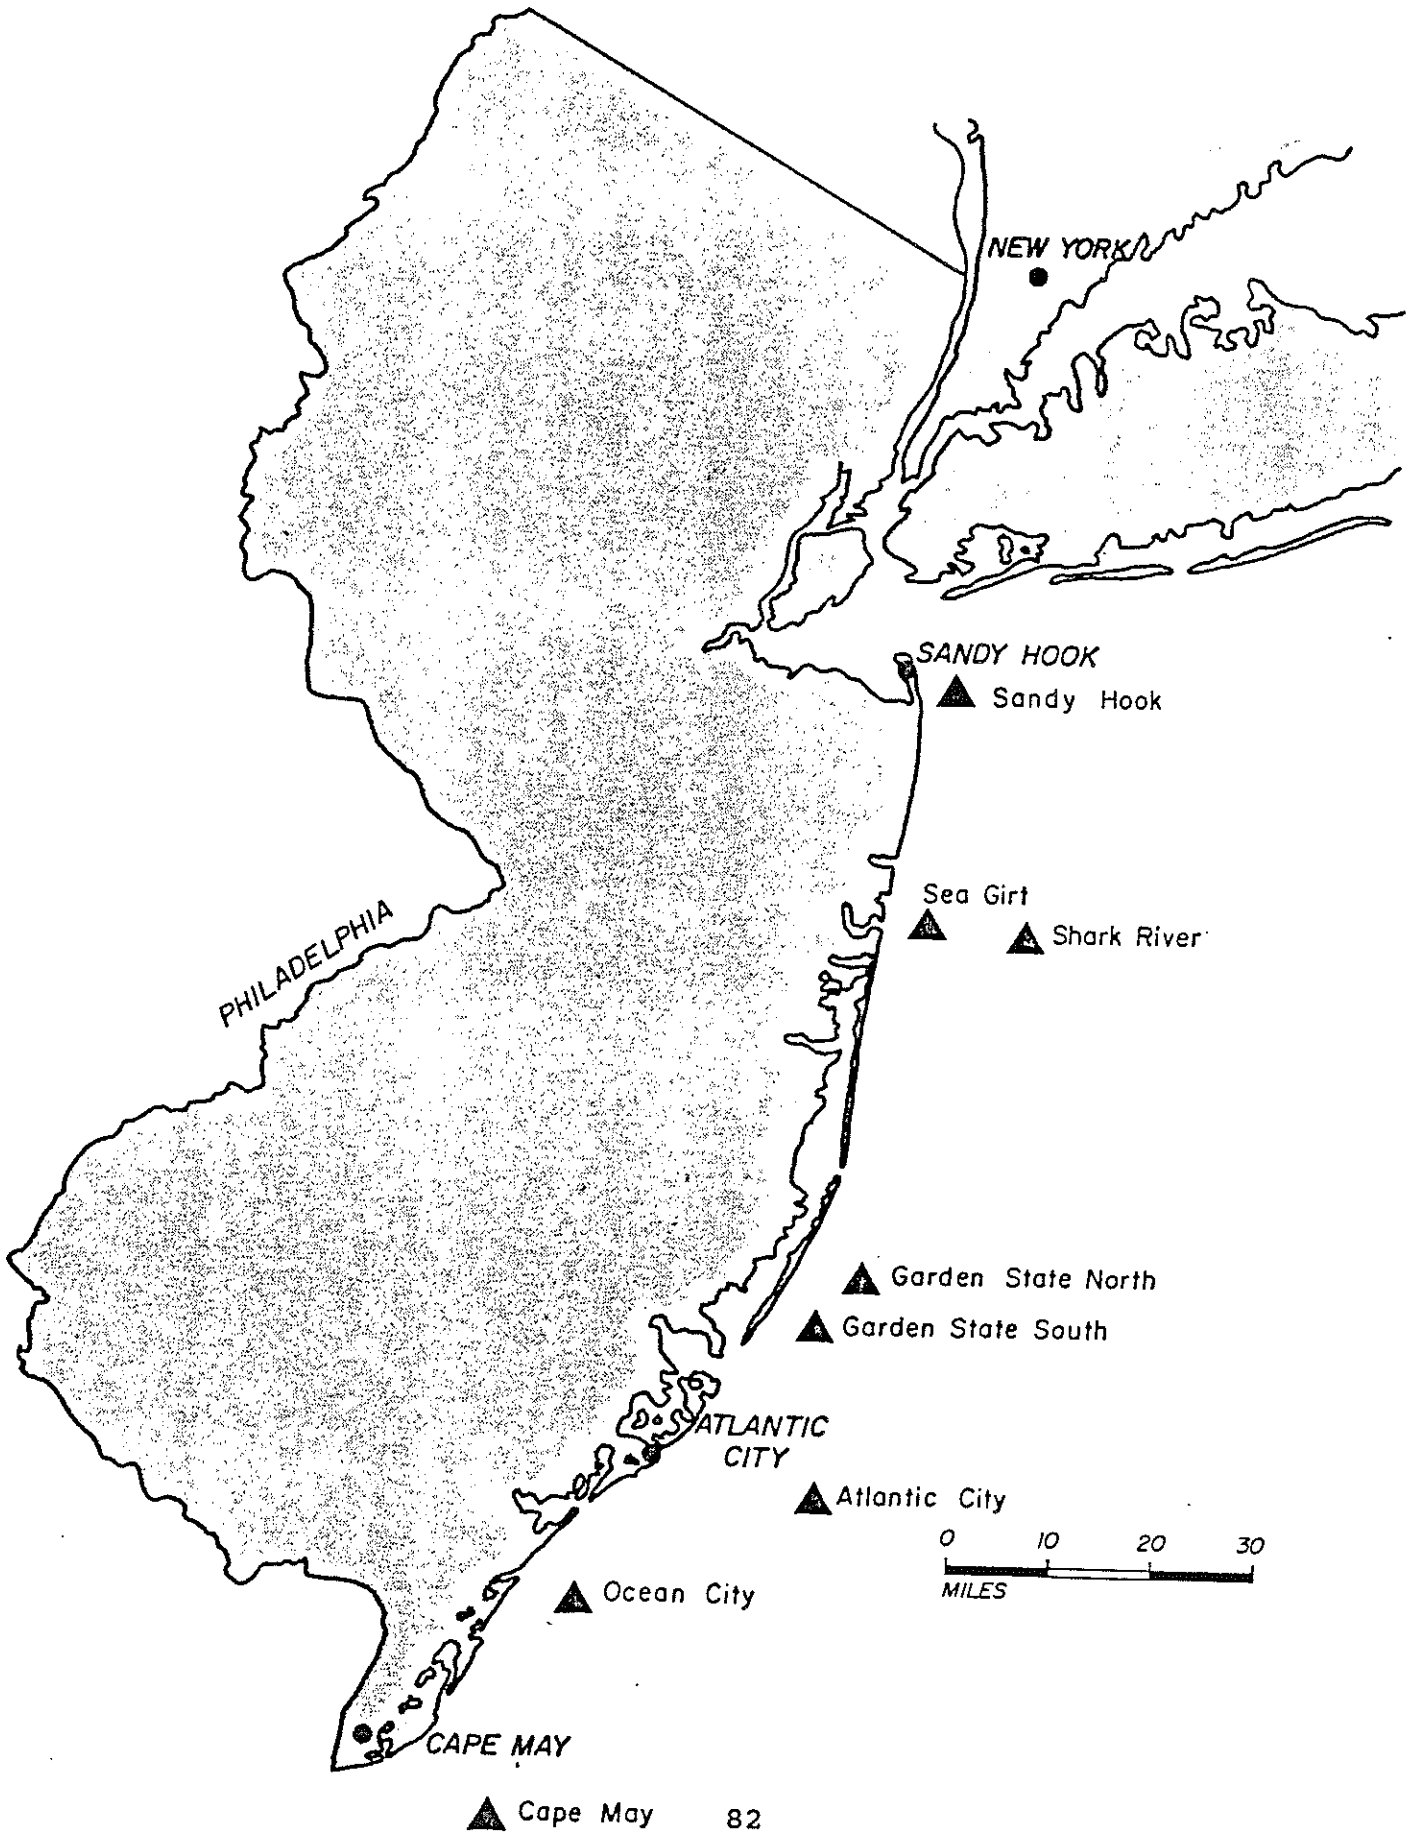 NEW YORK
SANDY HOOK
Sandy Hook
Sea Girt
Shark River
PHILADELPHIA
Garden State North
Garden State South
ATLANTIC
CITY
Atlantic City
0 10 20 30
MILES
Ocean City
CAPE MAY
Cape May
82